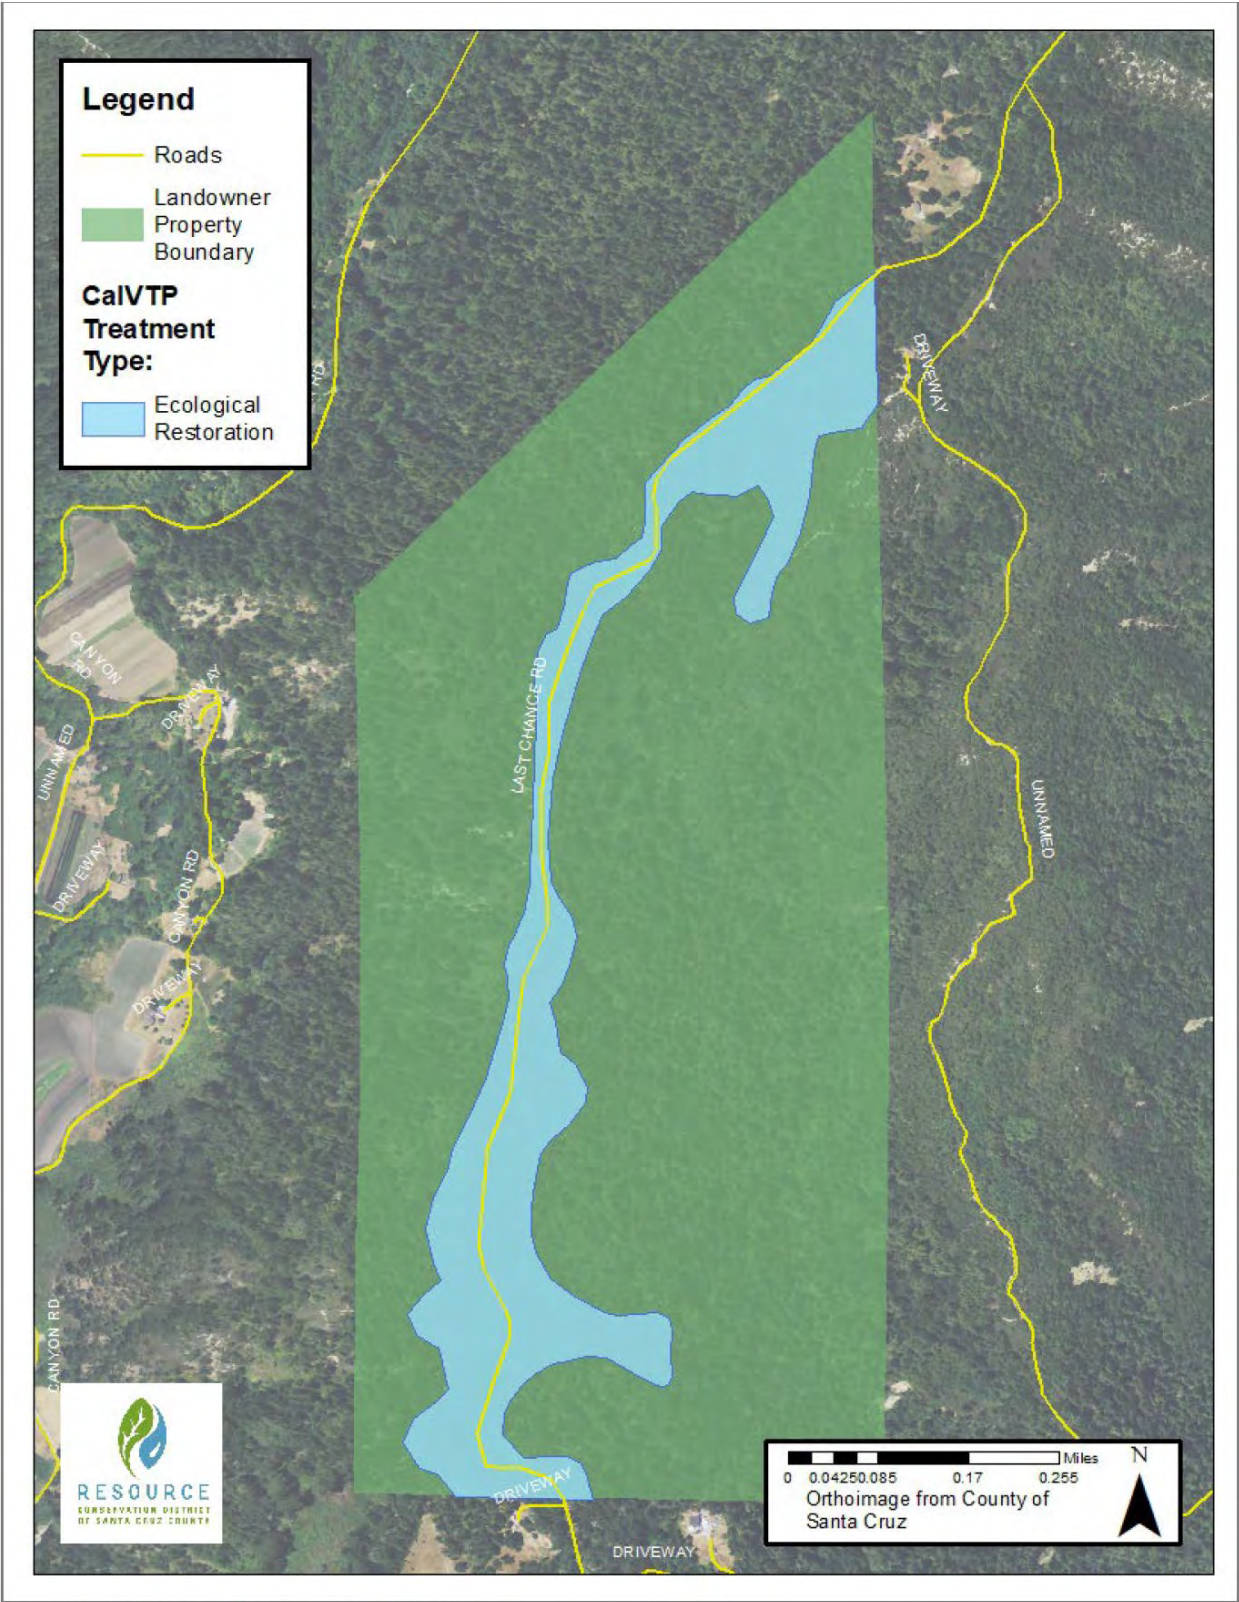 Legend
Roads
Landowner
Property
Boundary
CalVTP
Treatment
Type:
Ecological
Restoration
RD
DRIVEWAY
CANYON
RD
DRIVEWAY
UNNAMED
LAST CHANCE RD
UNNAMED
DRIVEWAY
CANYON RD
DRIVEWAY
CANYON RD
DRIVEWAY
DRIVEWAY
RESOURCE
CONSERVATION DISTRICT
OF SANTA CRUZ COUNTY
Miles
N
0 0.04250.085 0.17 0.255
Orthoimage from County of
Santa Cruz